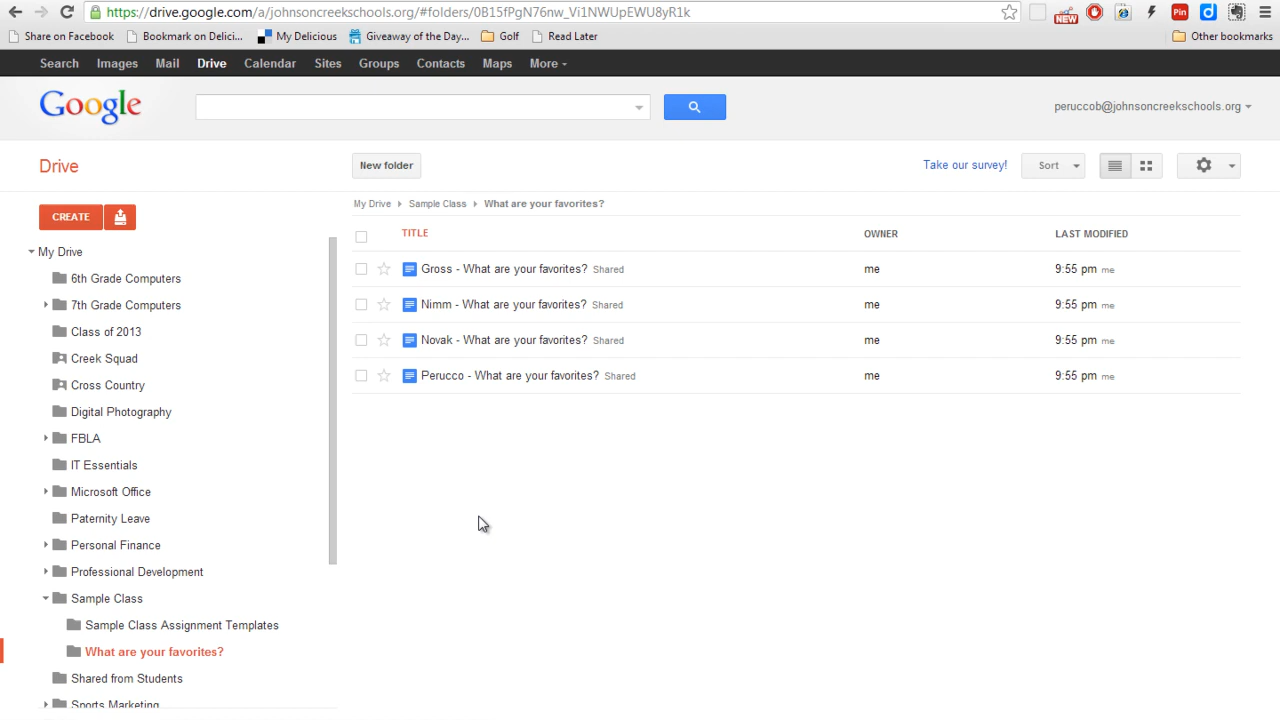 https://drive.google.com/a/johnsoncreekschools.org/#folders/0B15fPgN76nw_Vi1NWUpEWU8yR1k
NEW
Pin
d
Share on Facebook Bookmark on Delici... My Delicious Giveaway of the Day... Golf Read Later Other bookmarks
Search Images Mail Drive Calendar Sites Groups Contacts Maps More
Google peruccob@johnsoncreekschools.org
Drive New folder Take our survey! Sort
CREATE
My Drive Sample Class What are your favorites?
TITLE OWNER LAST MODIFIED
Gross - What are your favorites? Shared me 9:55 pm me
Nimm - What are your favorites? Shared me 9:55 pm me
Novak - What are your favorites? Shared me 9:55 pm me
Perucco - What are your favorites? Shared me 9:55 pm me
My Drive
6th Grade Computers
7th Grade Computers
Class of 2013
Creek Squad
Cross Country
Digital Photography
FBLA
IT Essentials
Microsoft Office
Paternity Leave
Personal Finance
Professional Development
Sample Class
Sample Class Assignment Templates
What are your favorites?
Shared from Students
Sports Marketing